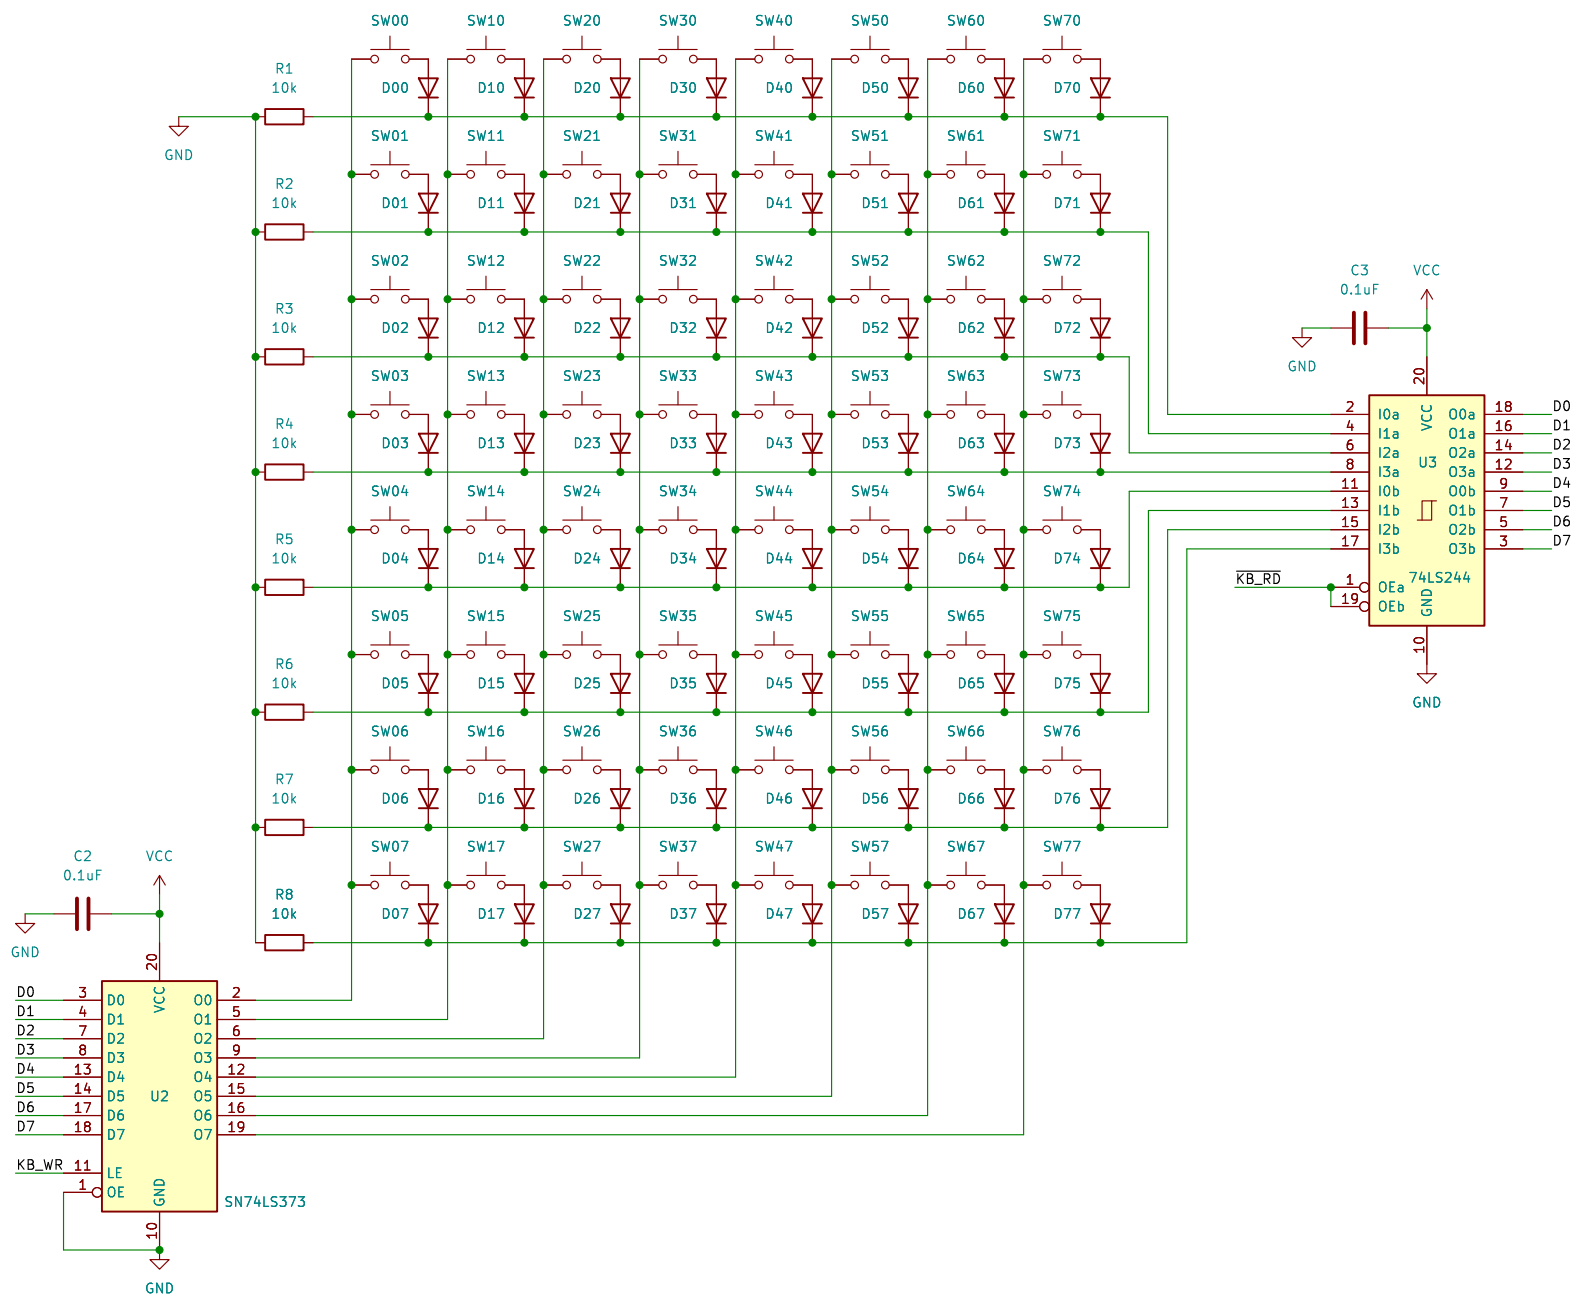 SW00 SW10 SW20 SW30 SW40 SW50 SW60 SW70
R1
10k D00 D10 D20 D30 D40 D50 D60 D70
GND
SW01 SW11 SW21 SW31 SW41 SW51 SW61 SW71
R2
10k D01 D11 D21 D31 D41 D51 D61 D71
SW02 SW12 SW22 SW32 SW42 SW52 SW62 SW72
R3
10k D02 D12 D22 D32 D42 D52 D62 D72
SW03 SW13 SW23 SW33 SW43 SW53 SW63 SW73
R4
10k D03 D13 D23 D33 D43 D53 D63 D73
SW04 SW14 SW24 SW34 SW44 SW54 SW64 SW74
R5
10k D04 D14 D24 D34 D44 D54 D64 D74
SW05 SW15 SW25 SW35 SW45 SW55 SW65 SW75
R6
10k D05 D15 D25 D35 D45 D55 D65 D75
SW06 SW16 SW26 SW36 SW46 SW56 SW66 SW76
R7
10k D06 D16 D26 D36 D46 D56 D66 D76
SW07 SW17 SW27 SW37 SW47 SW57 SW67 SW77
R8
10k D07 D17 D27 D37 D47 D57 D67 D77
C3 VCC
0.1uF
GND
20
VCC
2 I0a O0a 18 D0
4 I1a O1a 16 D1
6 I2a O2a 14 D2
U3
8 I3a O3a 12 D3
11 I0b O0b 9 D4
13 I1b O1b 7 D5
15 I2b O2b 5 D6
17 I3b O3b 3 D7
74LS244
KB_RD 1 OEa
19 OEb
GND
10
GND
C2 VCC
0.1uF
GND
20
VCC
D0 3 D0 O0 2
D1 4 D1 O1 5
D2 7 D2 O2 6
D3 8 D3 O3 9
D4 13 D4 O4 12
D5 14 D5 U2 O5 15
D6 17 D6 O6 16
D7 18 D7 O7 19
KB_WR 11 LE
1 OE
GND
SN74LS373
10
GND